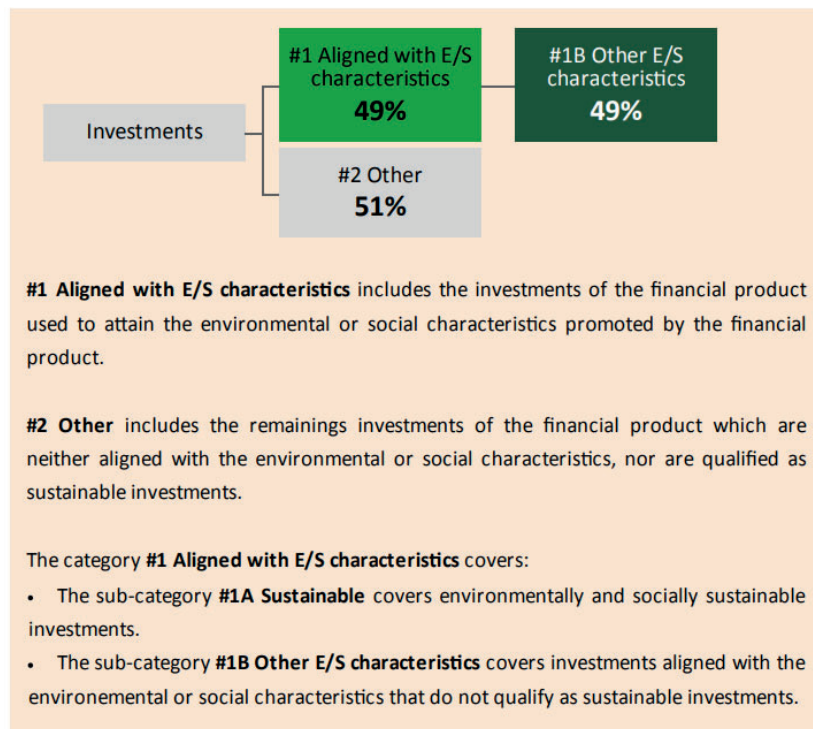 #1 Aligned with E/S
characteristics
49%
#1B Other E/S
characteristics
49%
Investments
#2 Other
51%
#1 Aligned with E/S characteristics includes the investments of the financial product
used to attain the environmental or social characteristics promoted by the financial
product.
#2 Other includes the remainings investments of the financial product which are
neither aligned with the environmental or social characteristics, nor are qualified as
sustainable investments.
The category #1 Aligned with E/S characteristics covers:
• The sub-category #1A Sustainable covers environmentally and socially sustainable
investments.
• The sub-category #1B Other E/S characteristics covers investments aligned with the
environemental or social characteristics that do not qualify as sustainable investments.